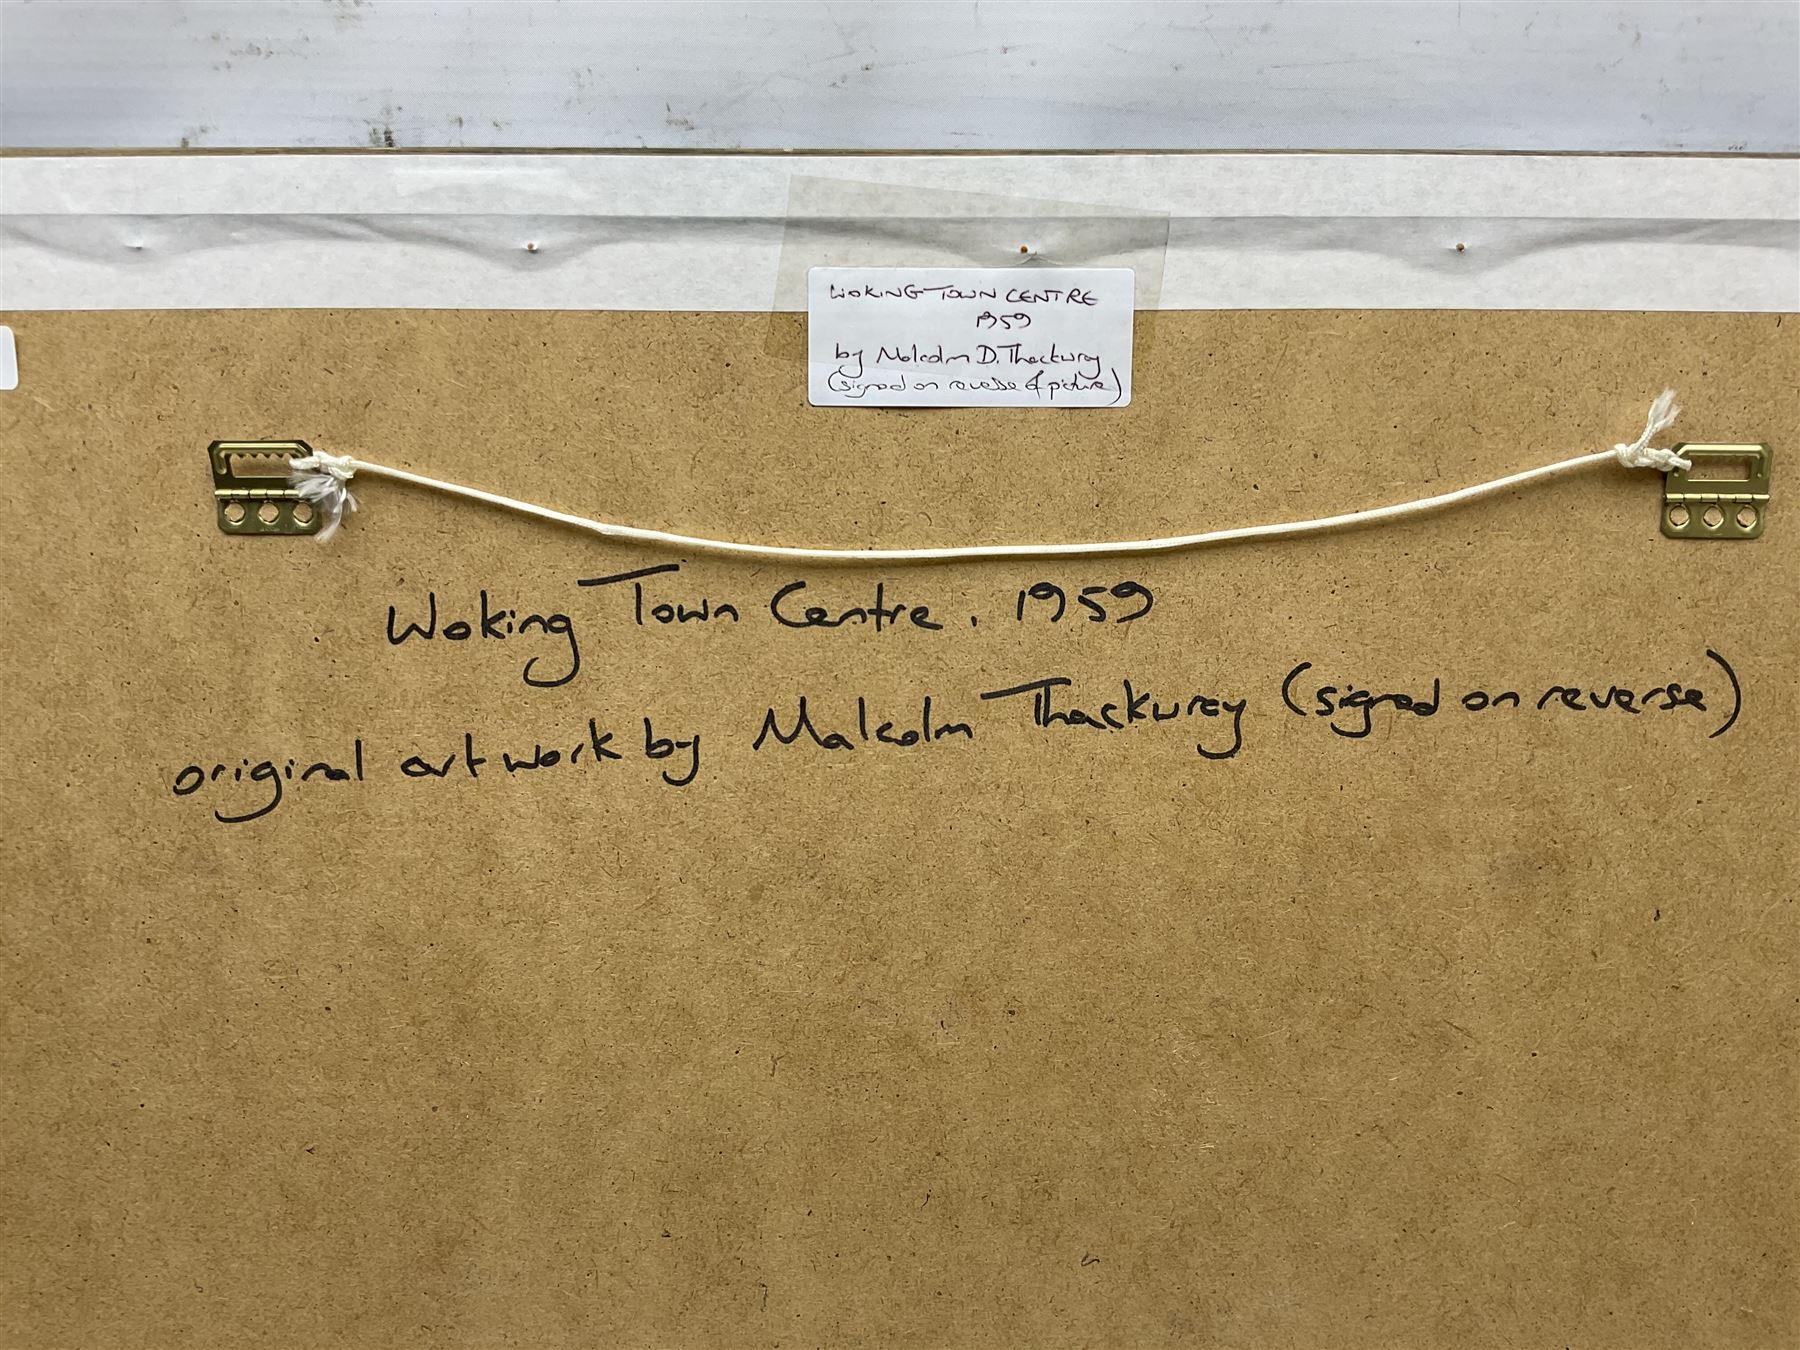 WOKING TOWN CENTRE
1959
by Malcolm D. Thackwray
(signed on reverse of picture)
Woking Town Centre. 1959
original artwork by Malcolm Thackwray (signed on reverse)